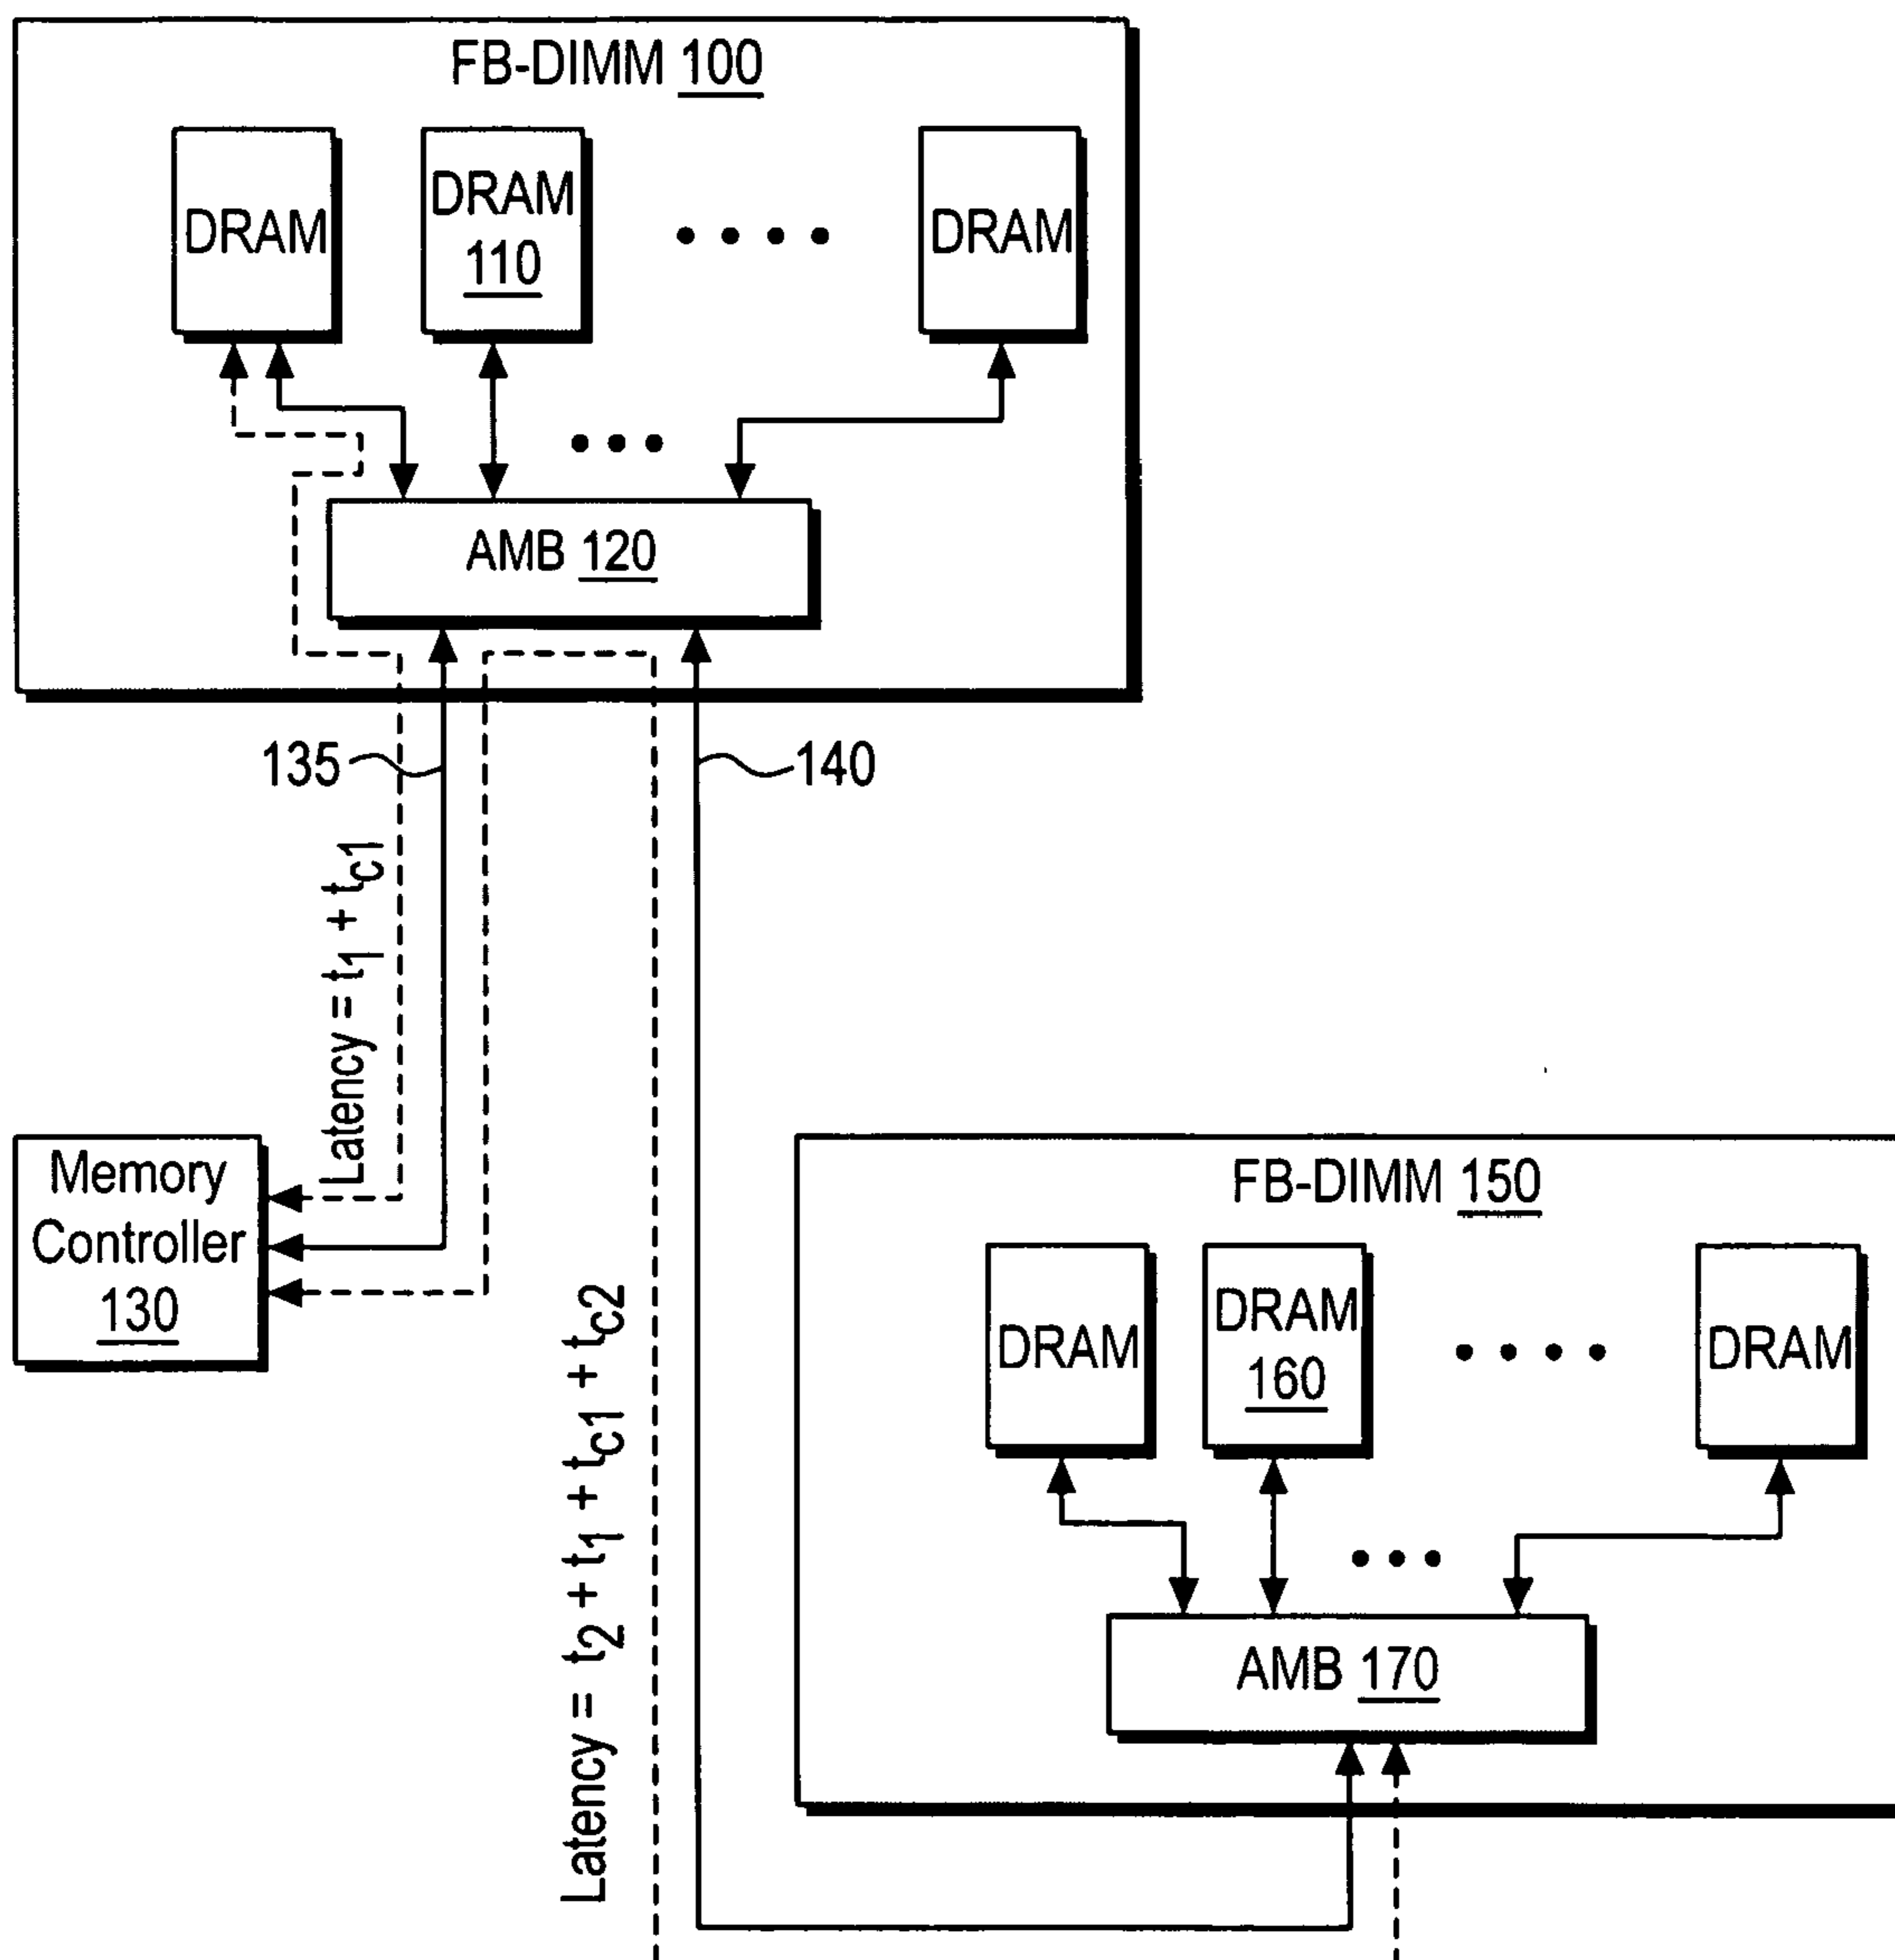 FB-DIMM 100
DRAM
DRAM
110
DRAM
AMB 120
135
140
Latency = t1 + tc1
Memory
Controller
130
Latency = t2 + t1 + tc1 + tc2
FB-DIMM 150
DRAM
DRAM
160
DRAM
AMB 170